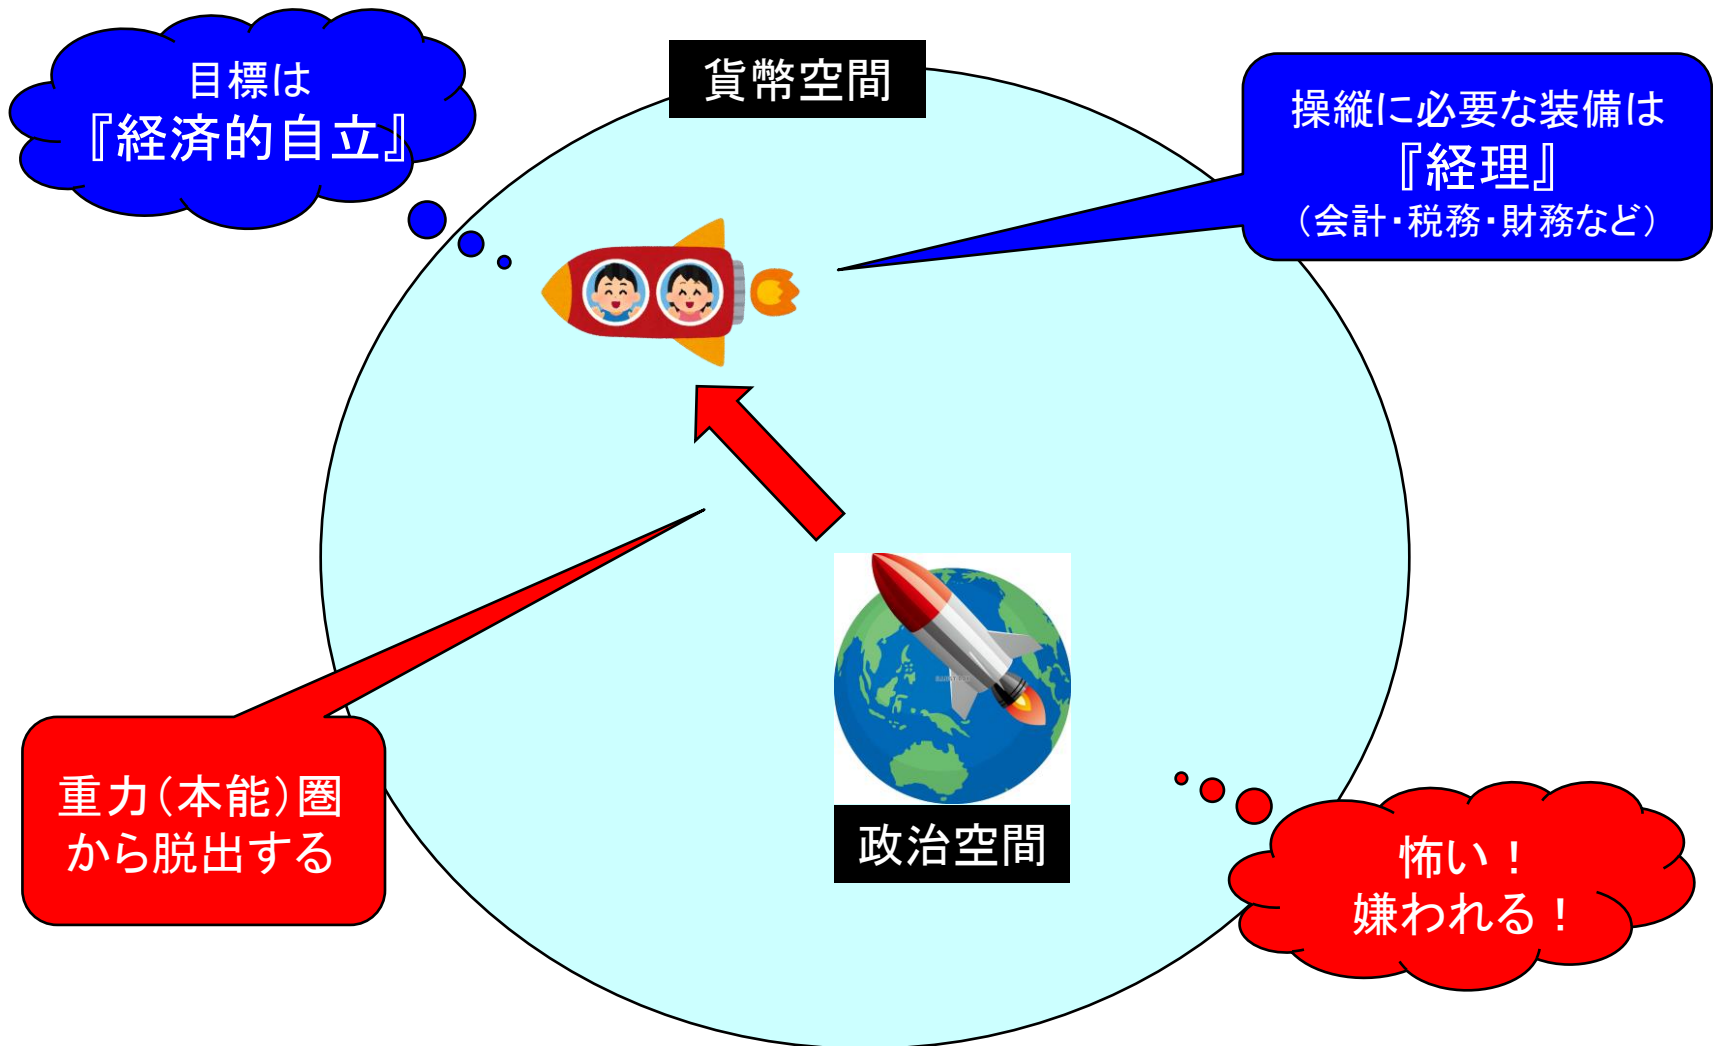 目標は
『経済的自立』
貨幣空間
操縦に必要な装備は
『経理』
（会計・税務・財務など）
重力（本能）圏
から脱出する
政治空間
怖い！
嫌われる！